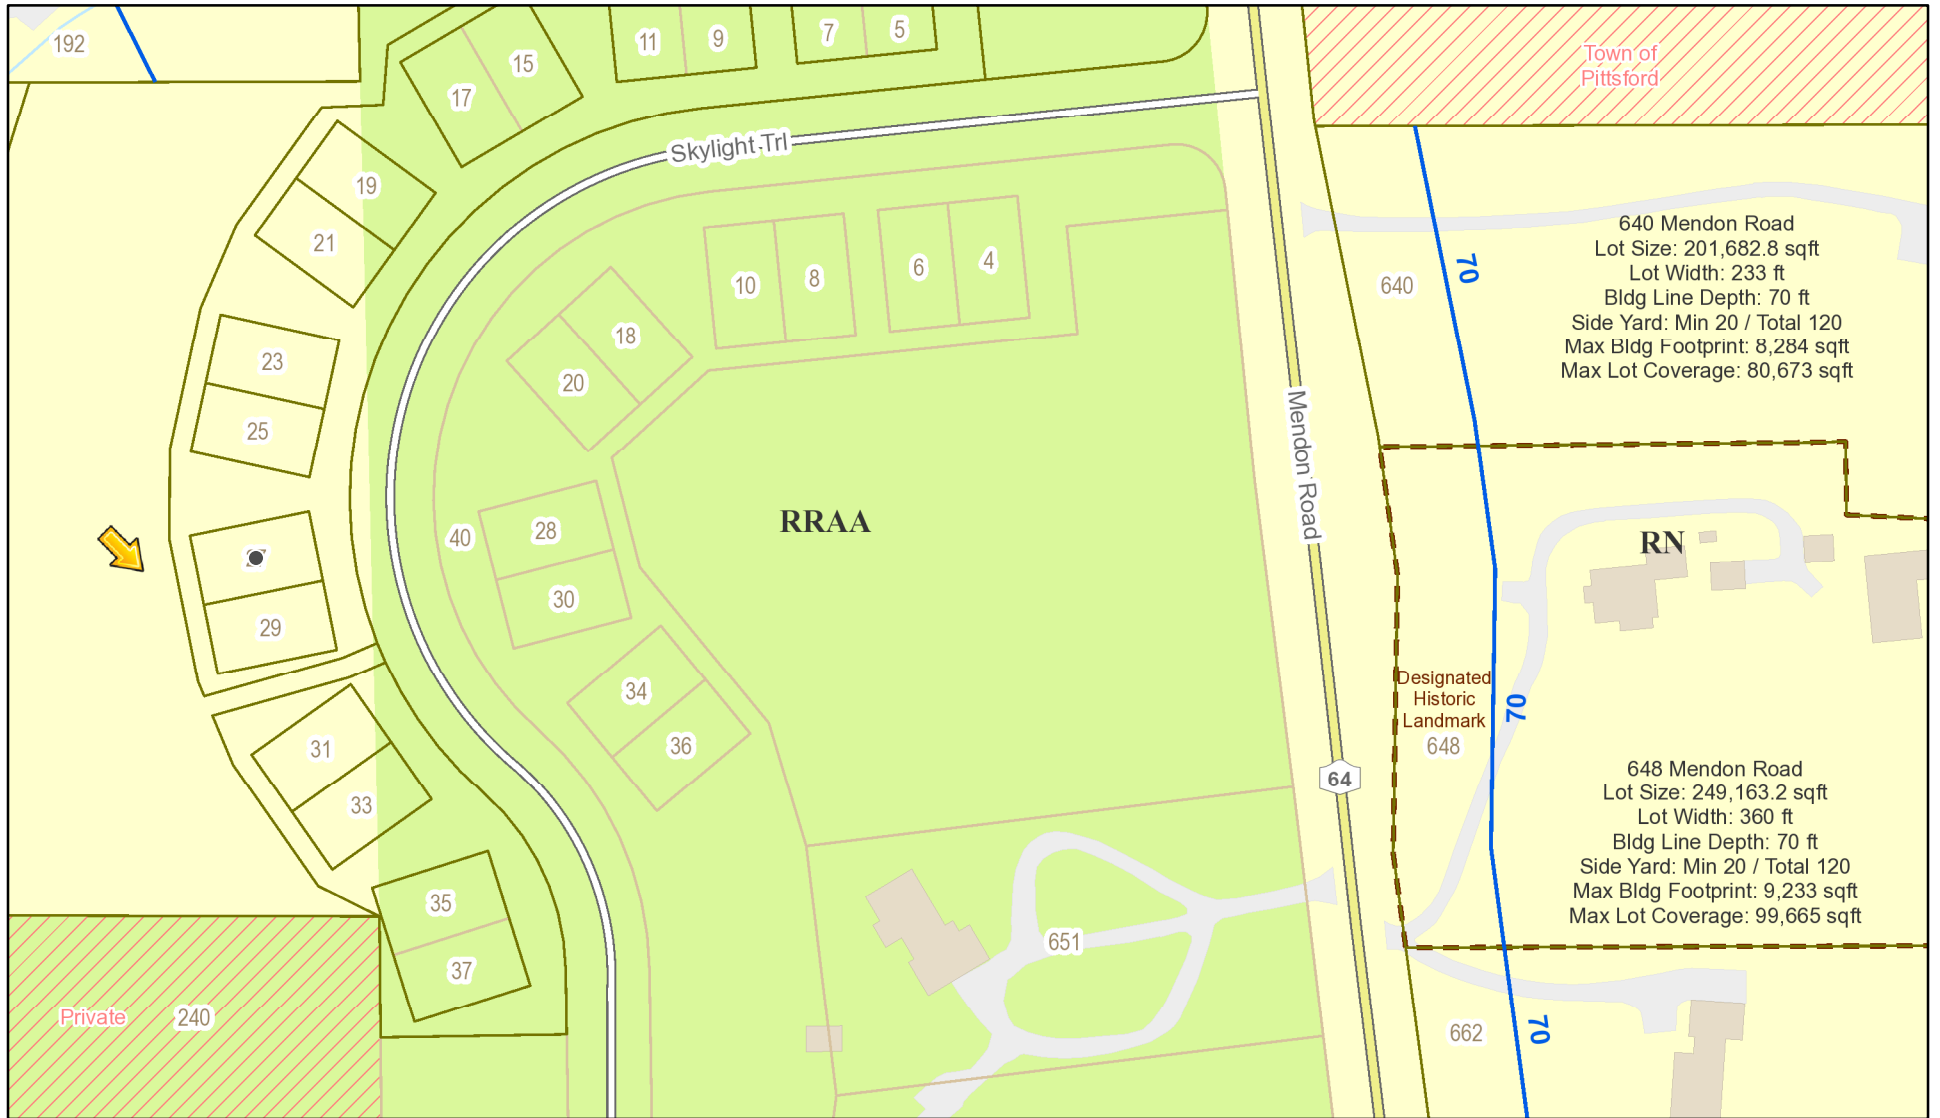 192
17
15
11
9
7
5
Town of
Pittsford
Skylight Trl
19
21
10
8
6
4
640
70
640 Mendon Road
Lot Size: 201,682.8 sqft
Lot Width: 233 ft
Bldg Line Depth: 70 ft
Side Yard: Min 20 / Total 120
Max Bldg Footprint: 8,284 sqft
Max Lot Coverage: 80,673 sqft
23
25
18
20
Mendon Road
40
28
30
RRAA
RN
29
34
36
Designated
Historic
Landmark
648
70
31
33
64
648 Mendon Road
Lot Size: 249,163.2 sqft
Lot Width: 360 ft
Bldg Line Depth: 70 ft
Side Yard: Min 20 / Total 120
Max Bldg Footprint: 9,233 sqft
Max Lot Coverage: 99,665 sqft
35
37
651
Private
240
662
70